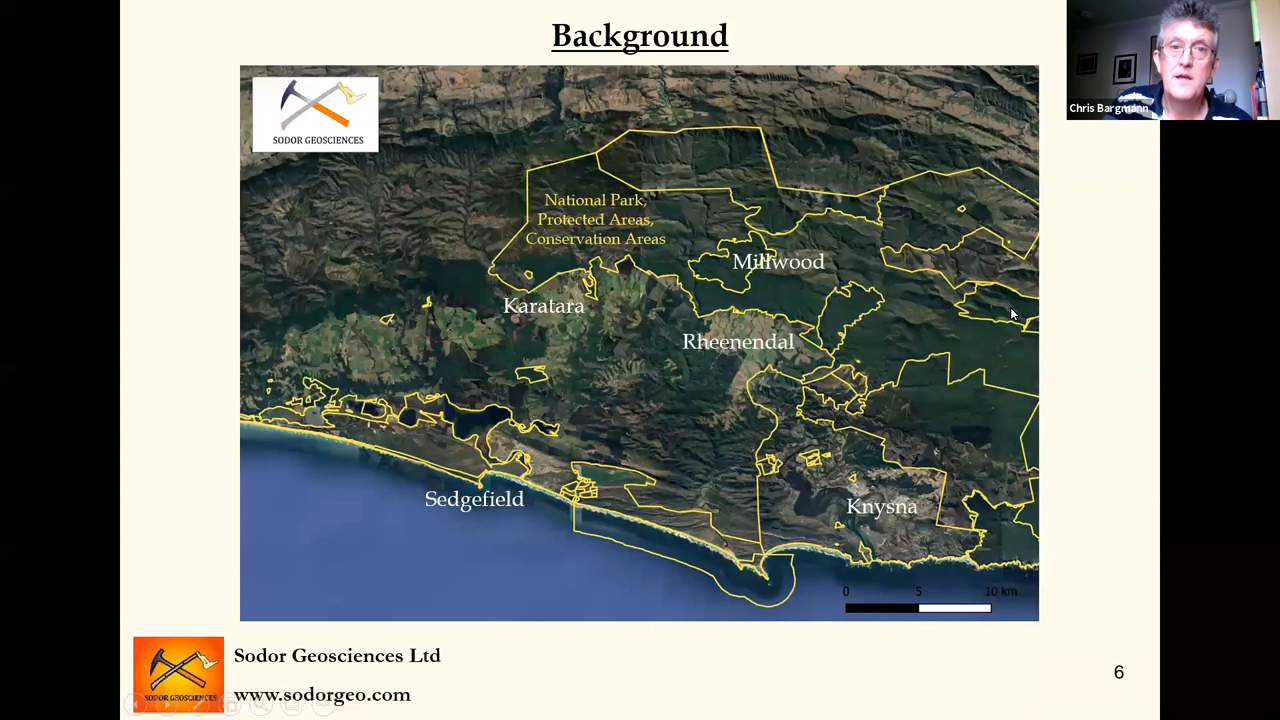 Background
Chris Bargmann
SODOR GEOSCIENCES
National Park,
Protected Areas,
Conservation Areas
Millwood
Karatara
Rheenendal
Sedgefield
Knysna
0 5 10 km
SODOR GEOSCIENCES
Sodor Geosciences Ltd
www.sodorgeo.com
6